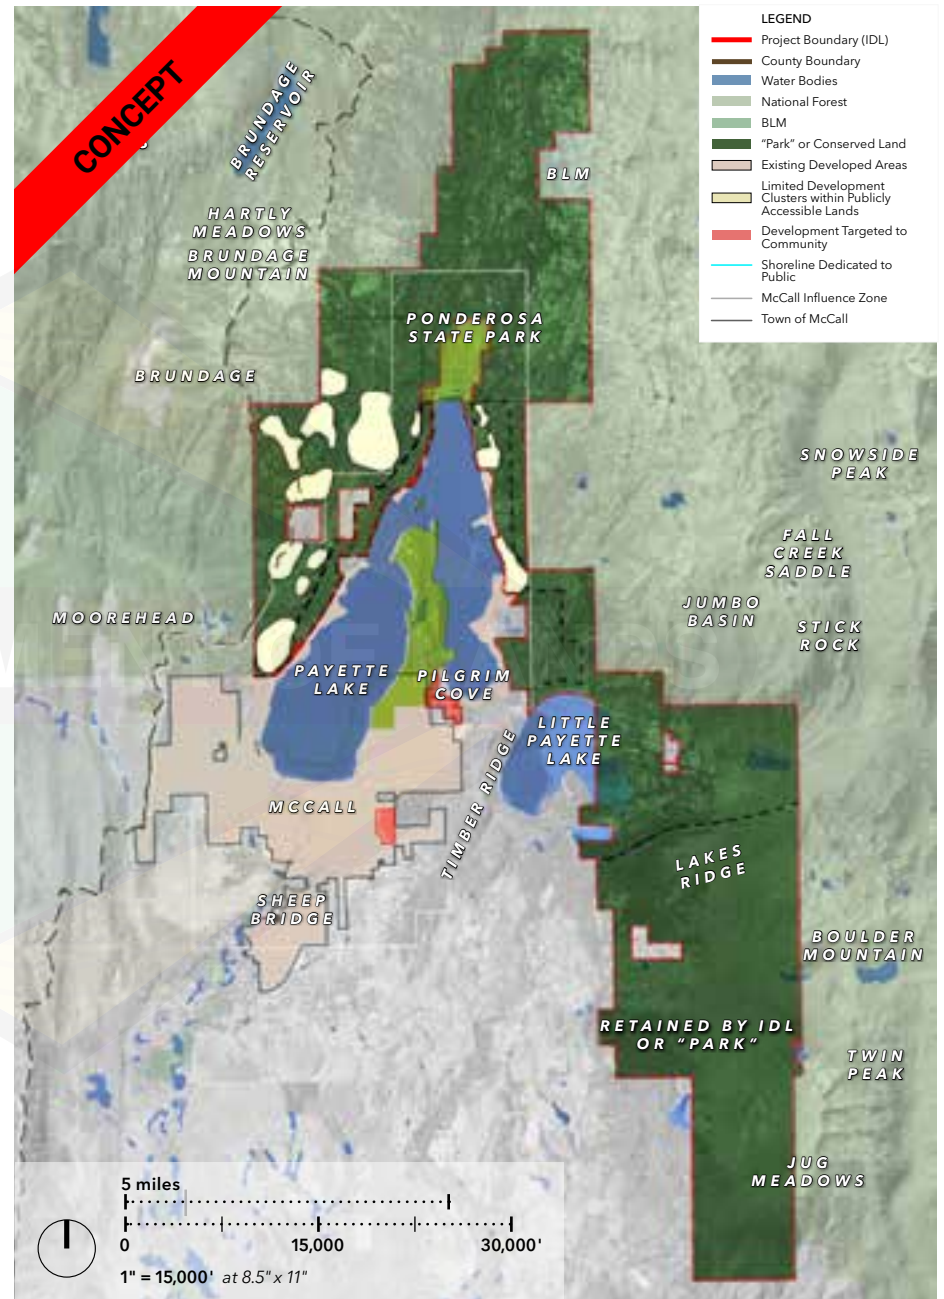 CONCEPT
LEGEND
Project Boundary (IDL)
County Boundary
Water Bodies
National Forest
BLM
"Park" or Conserved Land
Existing Developed Areas
Limited Development
Clusters within Publicly
Accessible Lands
Development Targeted to
Community
Shoreline Dedicated to
Public
McCall Influence Zone
Town of McCall
BRUNDAGE
RESERVOIR
BLM
HARTLY
MEADOWS
BRUNDAGE
MOUNTAIN
PONDEROSA
STATE PARK
BRUNDAGE
SNOWSIDE
PEAK
FALL
CREEK
SADDLE
JUMBO
BASIN
STICK
ROCK
MOOREHEAD
PAYETTE
LAKE
PILGRIM
COVE
LITTLE
PAYETTE
LAKE
TIMBER RIDGE
MCCALL
LAKES
RIDGE
SHEEP
BRIDGE
BOULDER
MOUNTAIN
RETAINED BY IDL
OR "PARK"
TWIN
PEAK
JUG
MEADOWS
5 miles
0 15,000 30,000'
1" = 15,000' at 8.5" x 11"